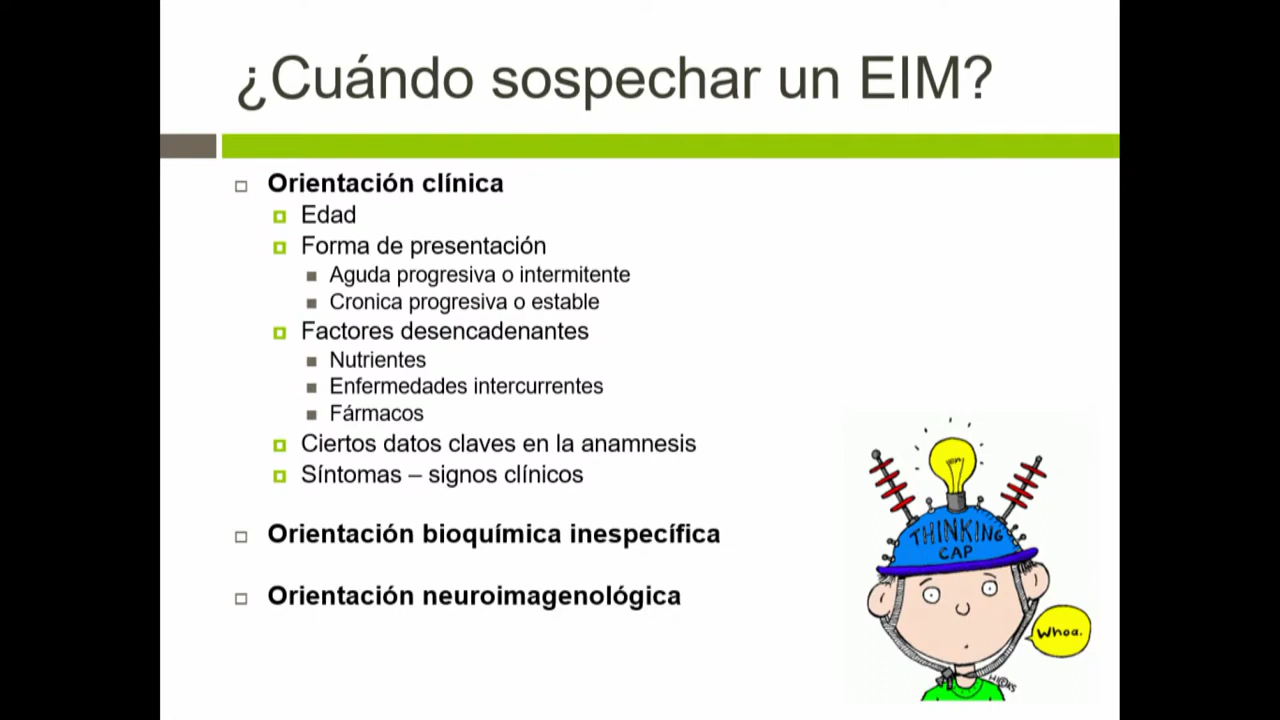 ¿Cuándo sospechar un EIM?
Orientación clínica
Edad
Forma de presentación
Aguda progresiva o intermitente
Cronica progresiva o estable
Factores desencadenantes
Nutrientes
Enfermedades intercurrentes
Fármacos
Ciertos datos claves en la anamnesis
Síntomas – signos clínicos
Orientación bioquímica inespecífica
Orientación neuroimagenológica
THINKING
CAP
Whoa.